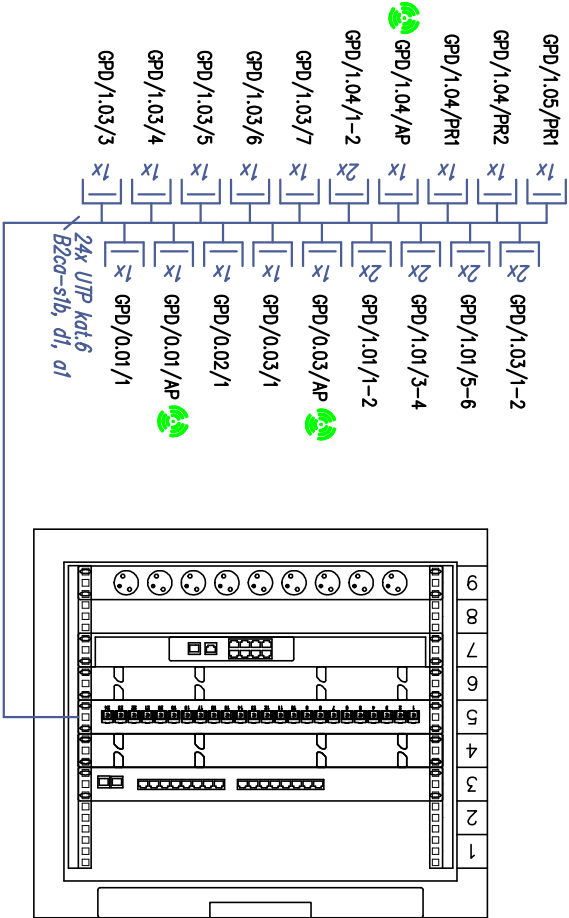 GPD/1.03/3
GPD/1.03/4
GPD/1.03/5
GPD/1.03/6
GPD/1.03/7
GPD/1.04/1-2
GPD/1.04/AP
GPD/1.04/PR1
GPD/1.04/PR2
GPD/1.05/PR1
1x
1x
1x
1x
1x
2x
1x
1x
1x
1x
24x UTP kat.6
B2ca-s1b, d1, a1
1x
1x
1x
1x
1x
2x
2x
2x
2x
GPD/0.01/1
GPD/0.01/AP
GPD/0.02/1
GPD/0.03/1
GPD/0.03/AP
GPD/1.01/1-2
GPD/1.01/3-4
GPD/1.01/5-6
GPD/1.03/1-2
9
8
7
6
5
4
3
2
1